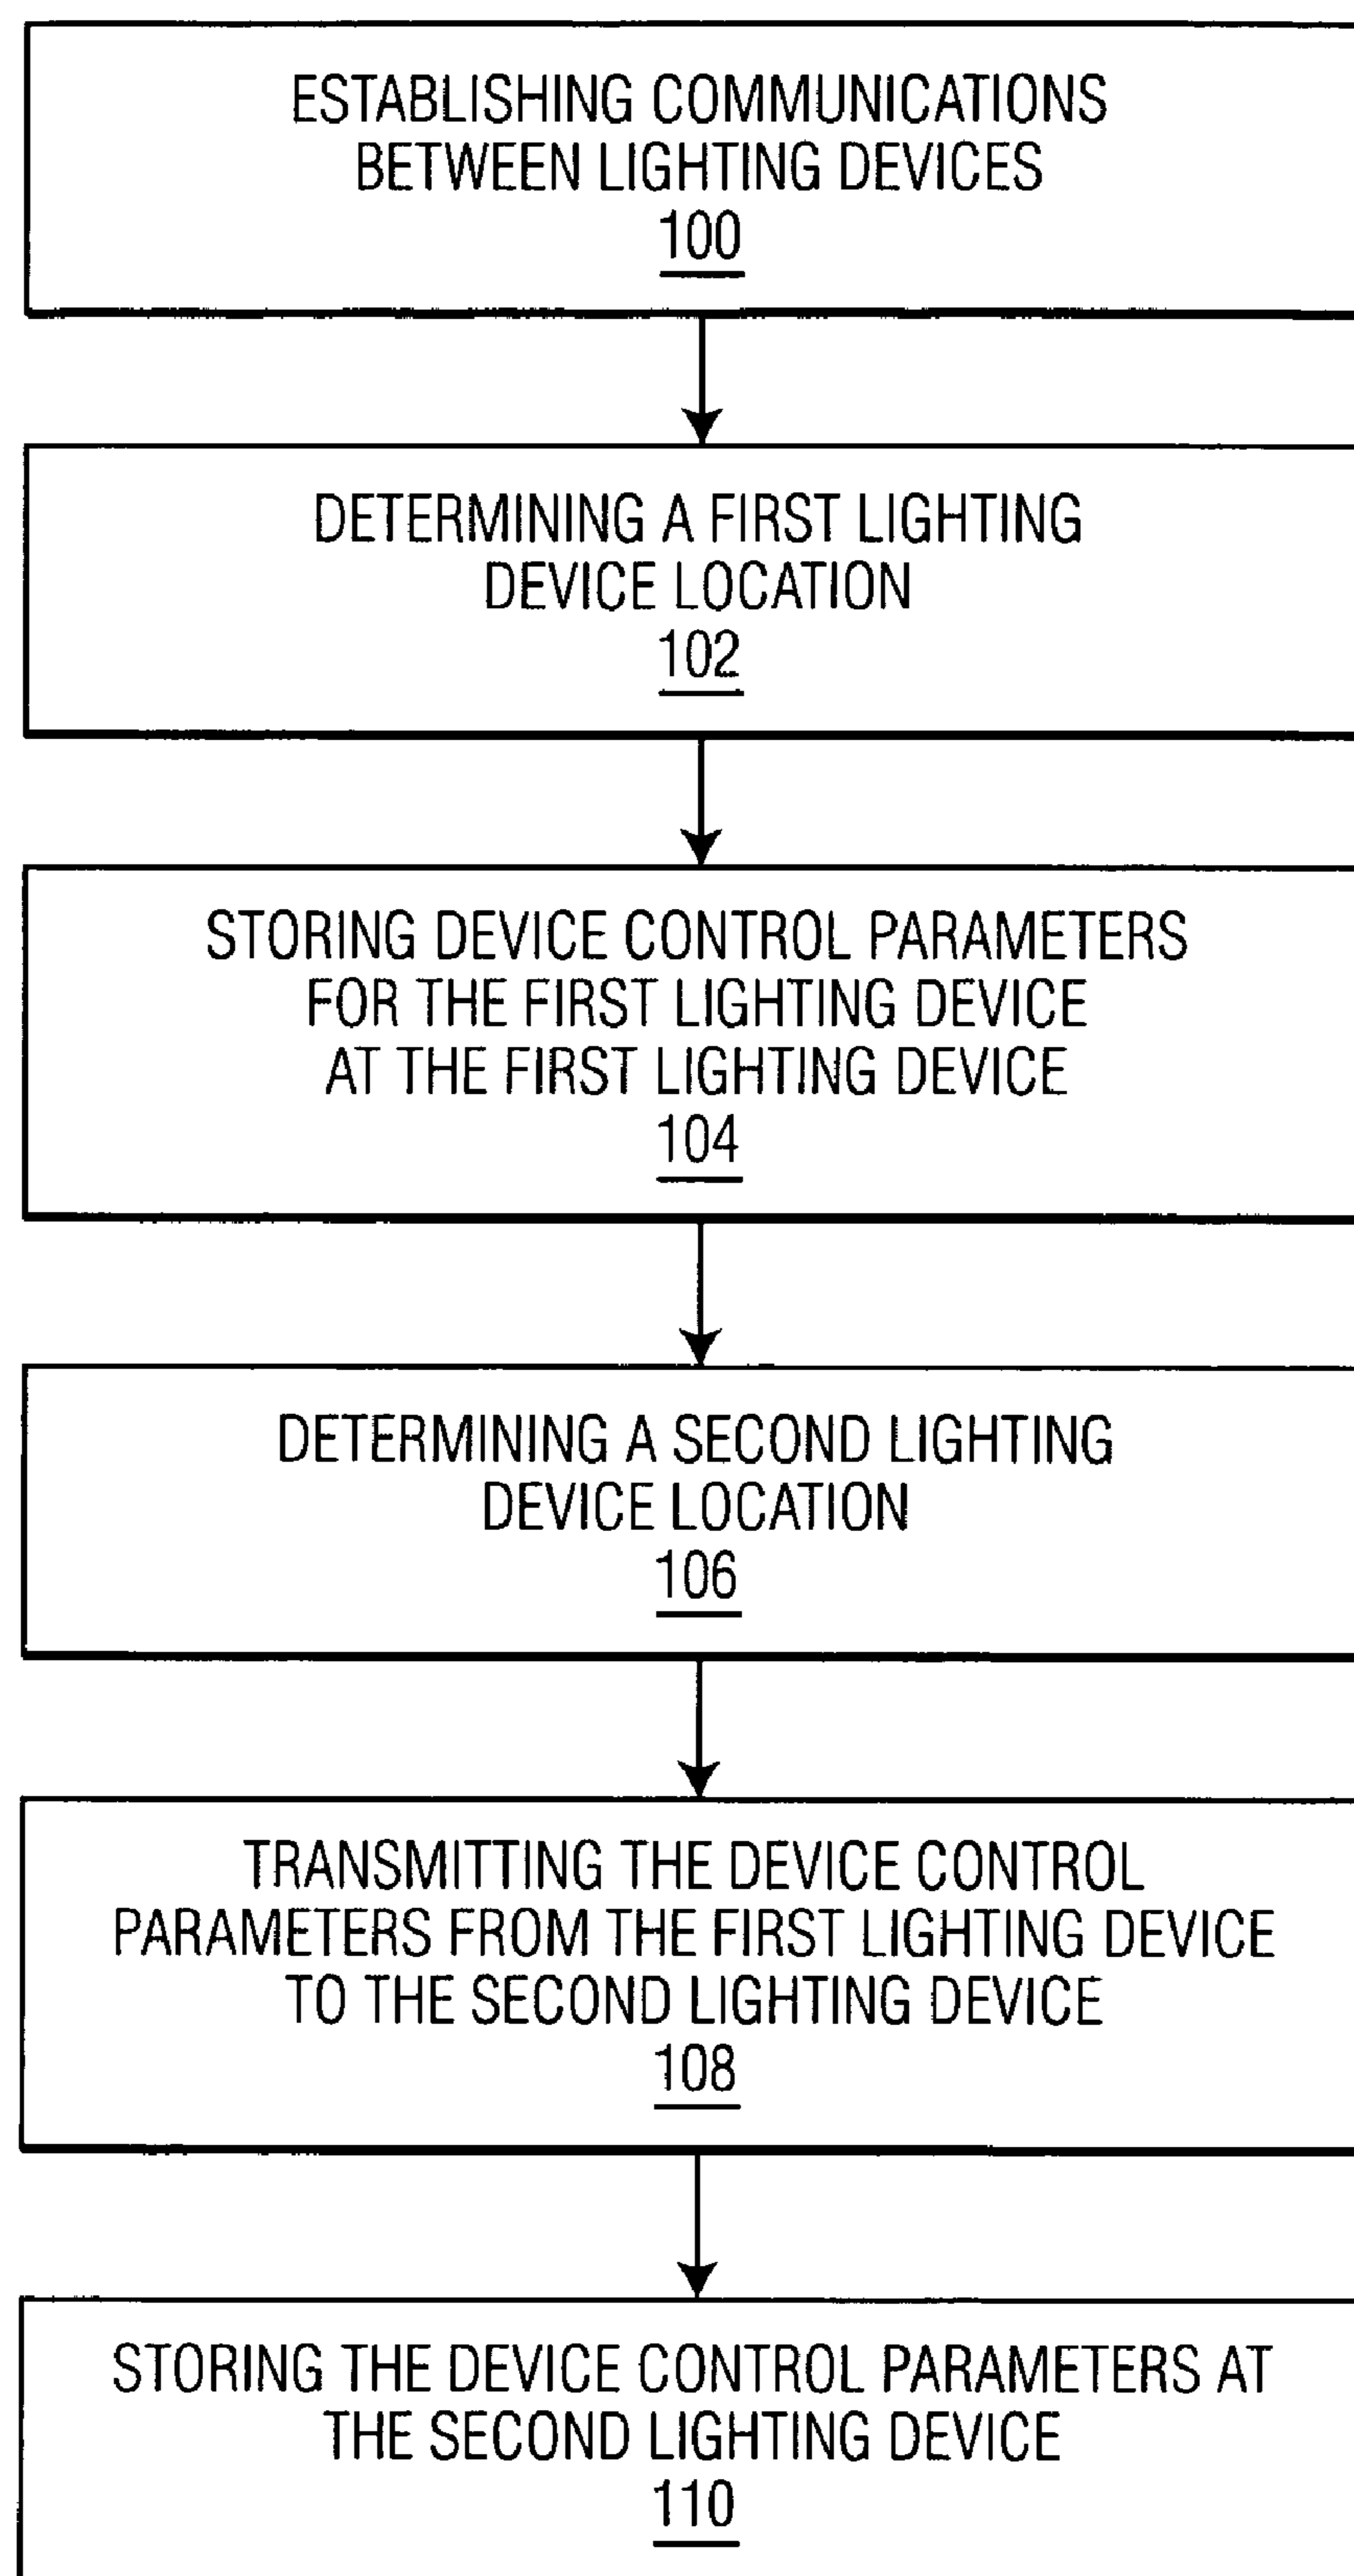 ESTABLISHING COMMUNICATIONS
BETWEEN LIGHTING DEVICES
100
DETERMINING A FIRST LIGHTING
DEVICE LOCATION
102
STORING DEVICE CONTROL PARAMETERS
FOR THE FIRST LIGHTING DEVICE
AT THE FIRST LIGHTING DEVICE
104
DETERMINING A SECOND LIGHTING
DEVICE LOCATION
106
TRANSMITTING THE DEVICE CONTROL
PARAMETERS FROM THE FIRST LIGHTING DEVICE
TO THE SECOND LIGHTING DEVICE
108
STORING THE DEVICE CONTROL PARAMETERS AT
THE SECOND LIGHTING DEVICE
110